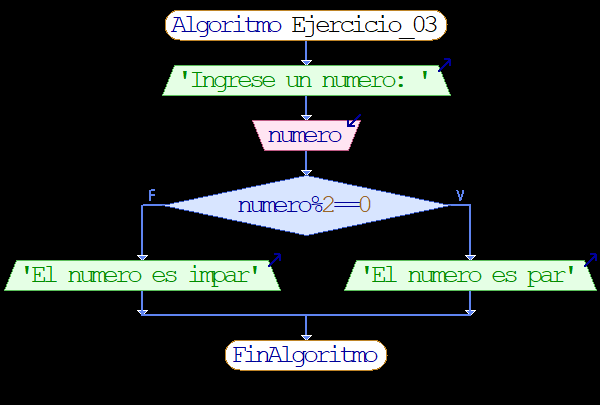 Algoritmo Ejercicio_03
'Ingrese un numero: '
numero
F
V
numero%2==0
'El numero es impar'
'El numero es par'
FinAlgoritmo